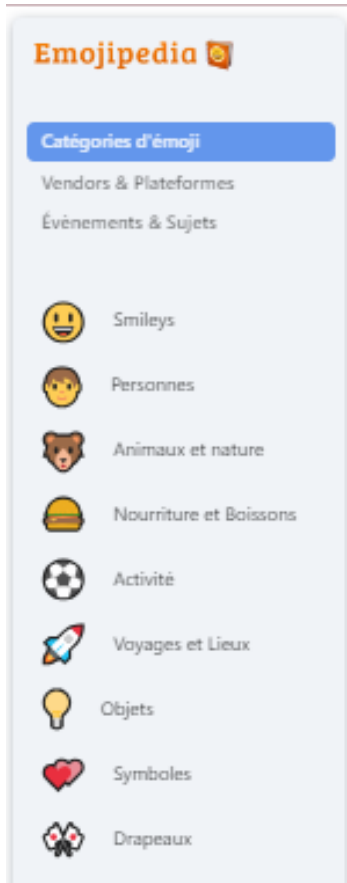 Emojipedia
Catégories d'émoji
Vendors & Plateformes
Événements & Sujets
Smileys
Personnes
Animaux et nature
Nourriture et Boissons
Activité
Voyages et Lieux
Objets
Symboles
Drapeaux